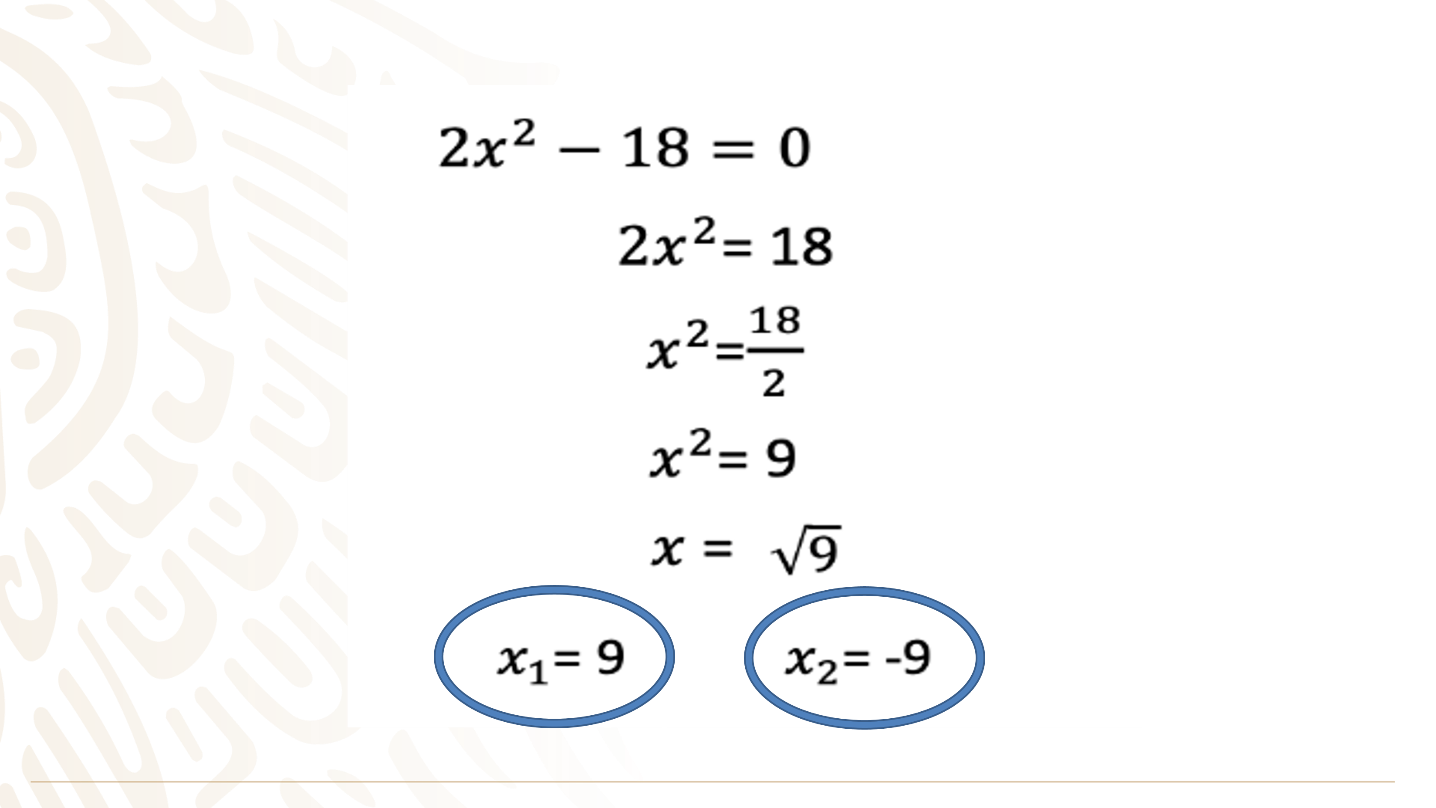 2x² − 18 = 0
2x²= 18
x²=18/2
x²= 9
x = √9
x₁= 9 x₂= -9